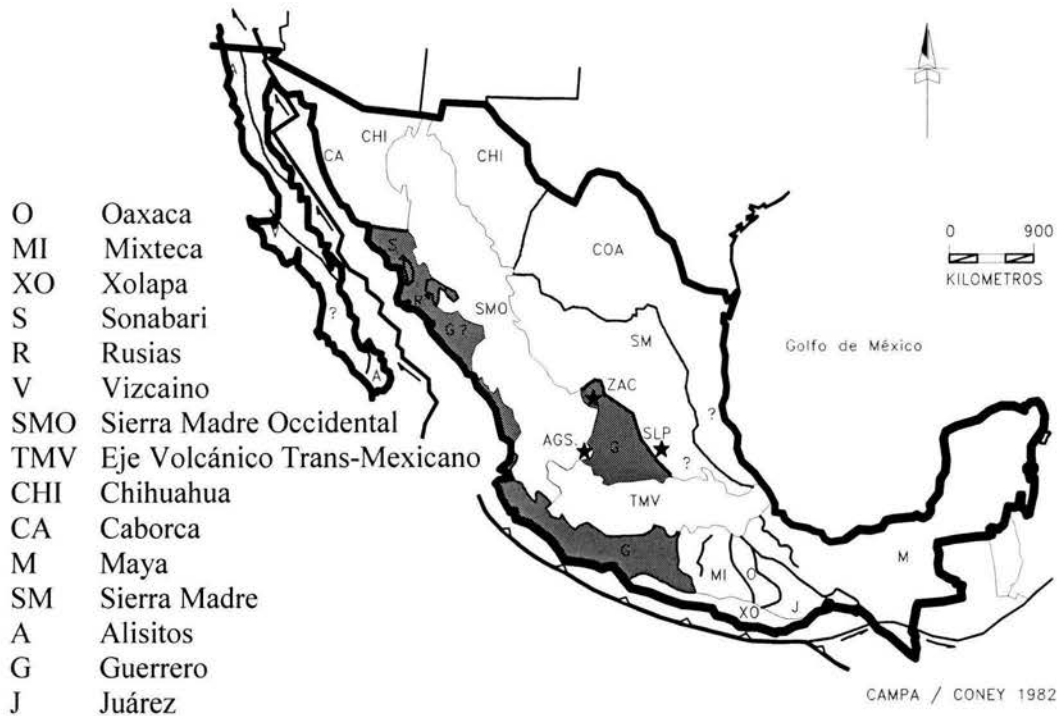 CHI
CHI
CA
O Oaxaca
MI Mixteca
XO Xolapa
S Sonabari
R Rusias
V Vizcaino
SMO Sierra Madre Occidental
TMV Eje Volcánico Trans-Mexicano
CHI Chihuahua
CA Caborca
M Maya
SM Sierra Madre
A Alisitos
G Guerrero
J Juárez
S
COA
0 900
KILOMETROS
R
SMO
G ?
SM
Golfo de México
?
A
ZAC
?
AGS.
SLP
G
?
TMV
G
MI
O
M
XO
J
CAMPA / CONEY 1982